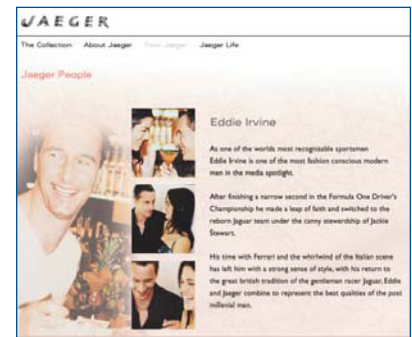 JAEGER
The Collection About Jaeger Your Jaeger Jaeger Life
Jaeger People
Eddie Irvine
As one of the worlds most recognisable sportsmen
Eddie Irvine is one of the most fashion conscious modern
men in the media spotlight.
After finishing a narrow second in the Formula One Driver's
Championship he made a leap of faith and switched to the
reborn Jaguar team under the canny stewardship of Jackie
Stewart.
His time with Ferrari and the whirlwind of the Italian scene
has left him with a strong sense of style, with his return to
the great british tradition of the gentleman racer Jaguar, Eddie
and Jaeger combine to represent the best qualities of the post
millenial man.